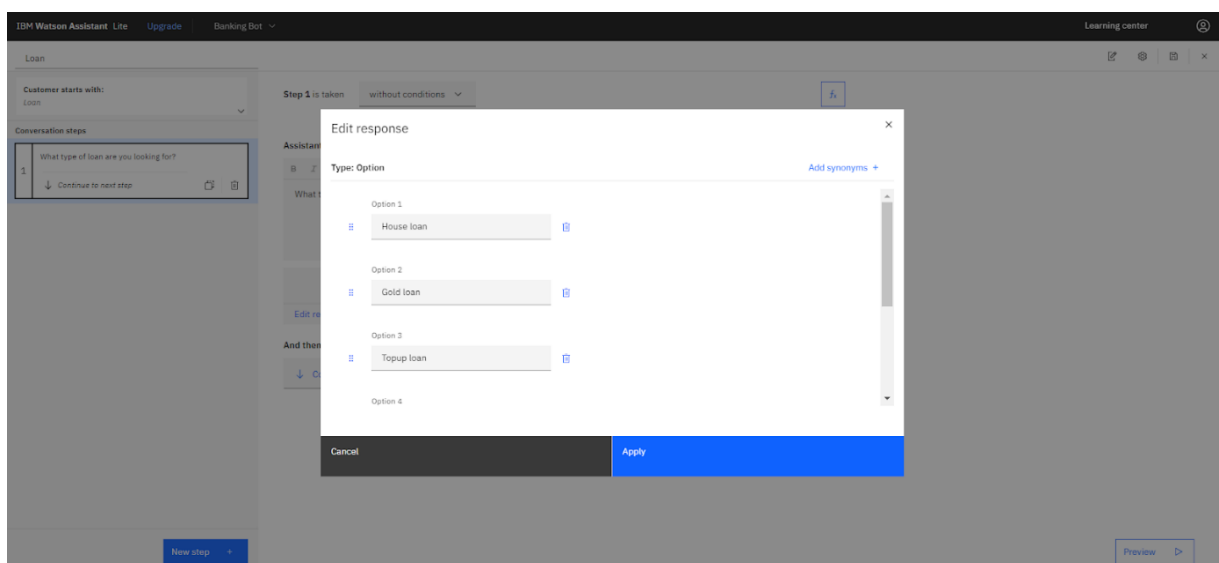 IBM Watson Assistant Lite Upgrade Banking Bot Learning center
Loan
Customer starts with:
Loan
Conversation steps
1 What type of loan are you looking for?
Continue to next step
New step +
Step 1 is taken without conditions fx
Assistant
B I
What t
Edit re
And then
Edit response
Type: Option Add synonyms +
Option 1
House loan
Option 2
Gold loan
Option 3
Topup loan
Option 4
Cancel Apply
Preview